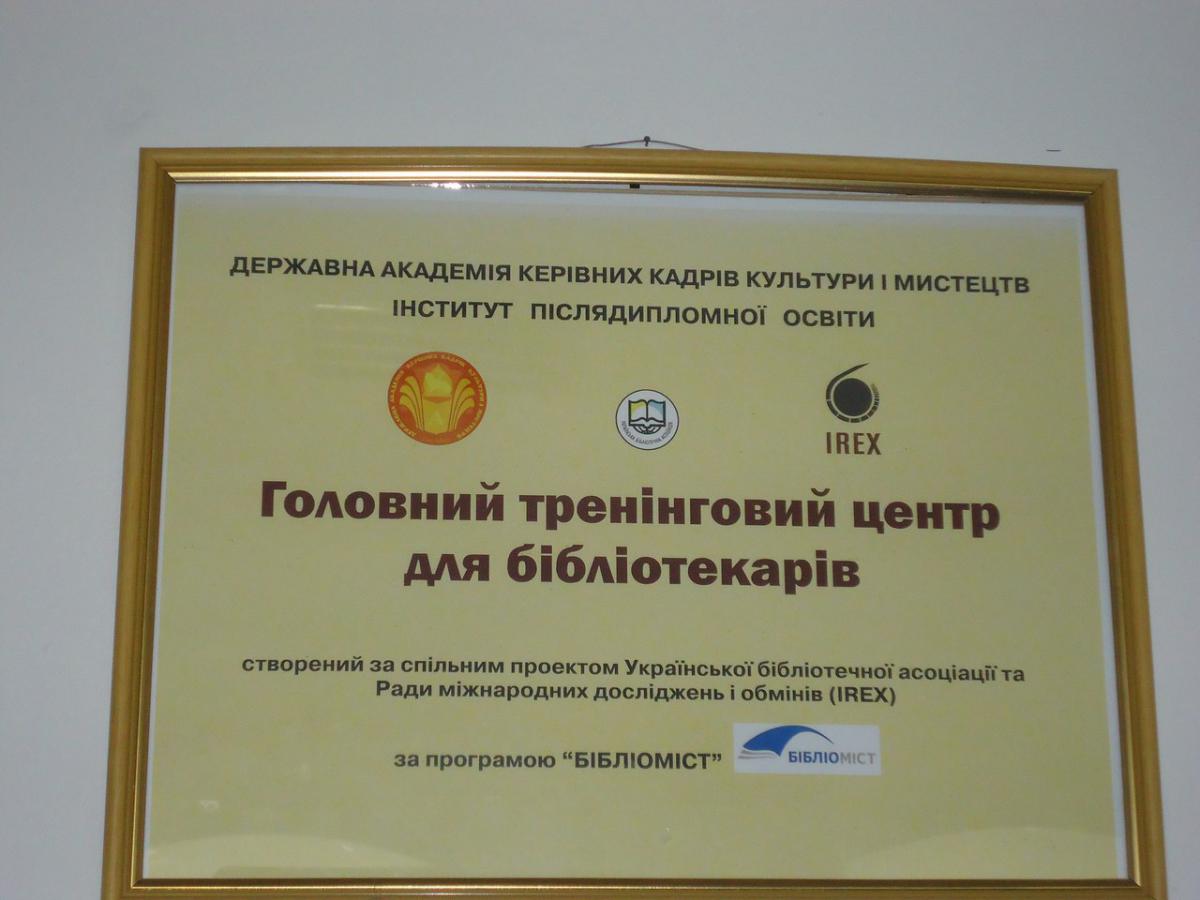 ДЕРЖАВНА АКАДЕМІЯ КЕРІВНИХ КАДРІВ КУЛЬТУРИ І МИСТЕЦТВ
ІНСТИТУТ ПІСЛЯДИПЛОМНОЇ ОСВІТИ
IREX
Головний тренінговий центр
для бібліотекарів
створений за спільним проектом Української бібліотечної асоціації та
Ради міжнародних досліджень і обмінів (IREX)
за програмою “БІБЛІОМІСТ”
БІБЛІОМІСТ